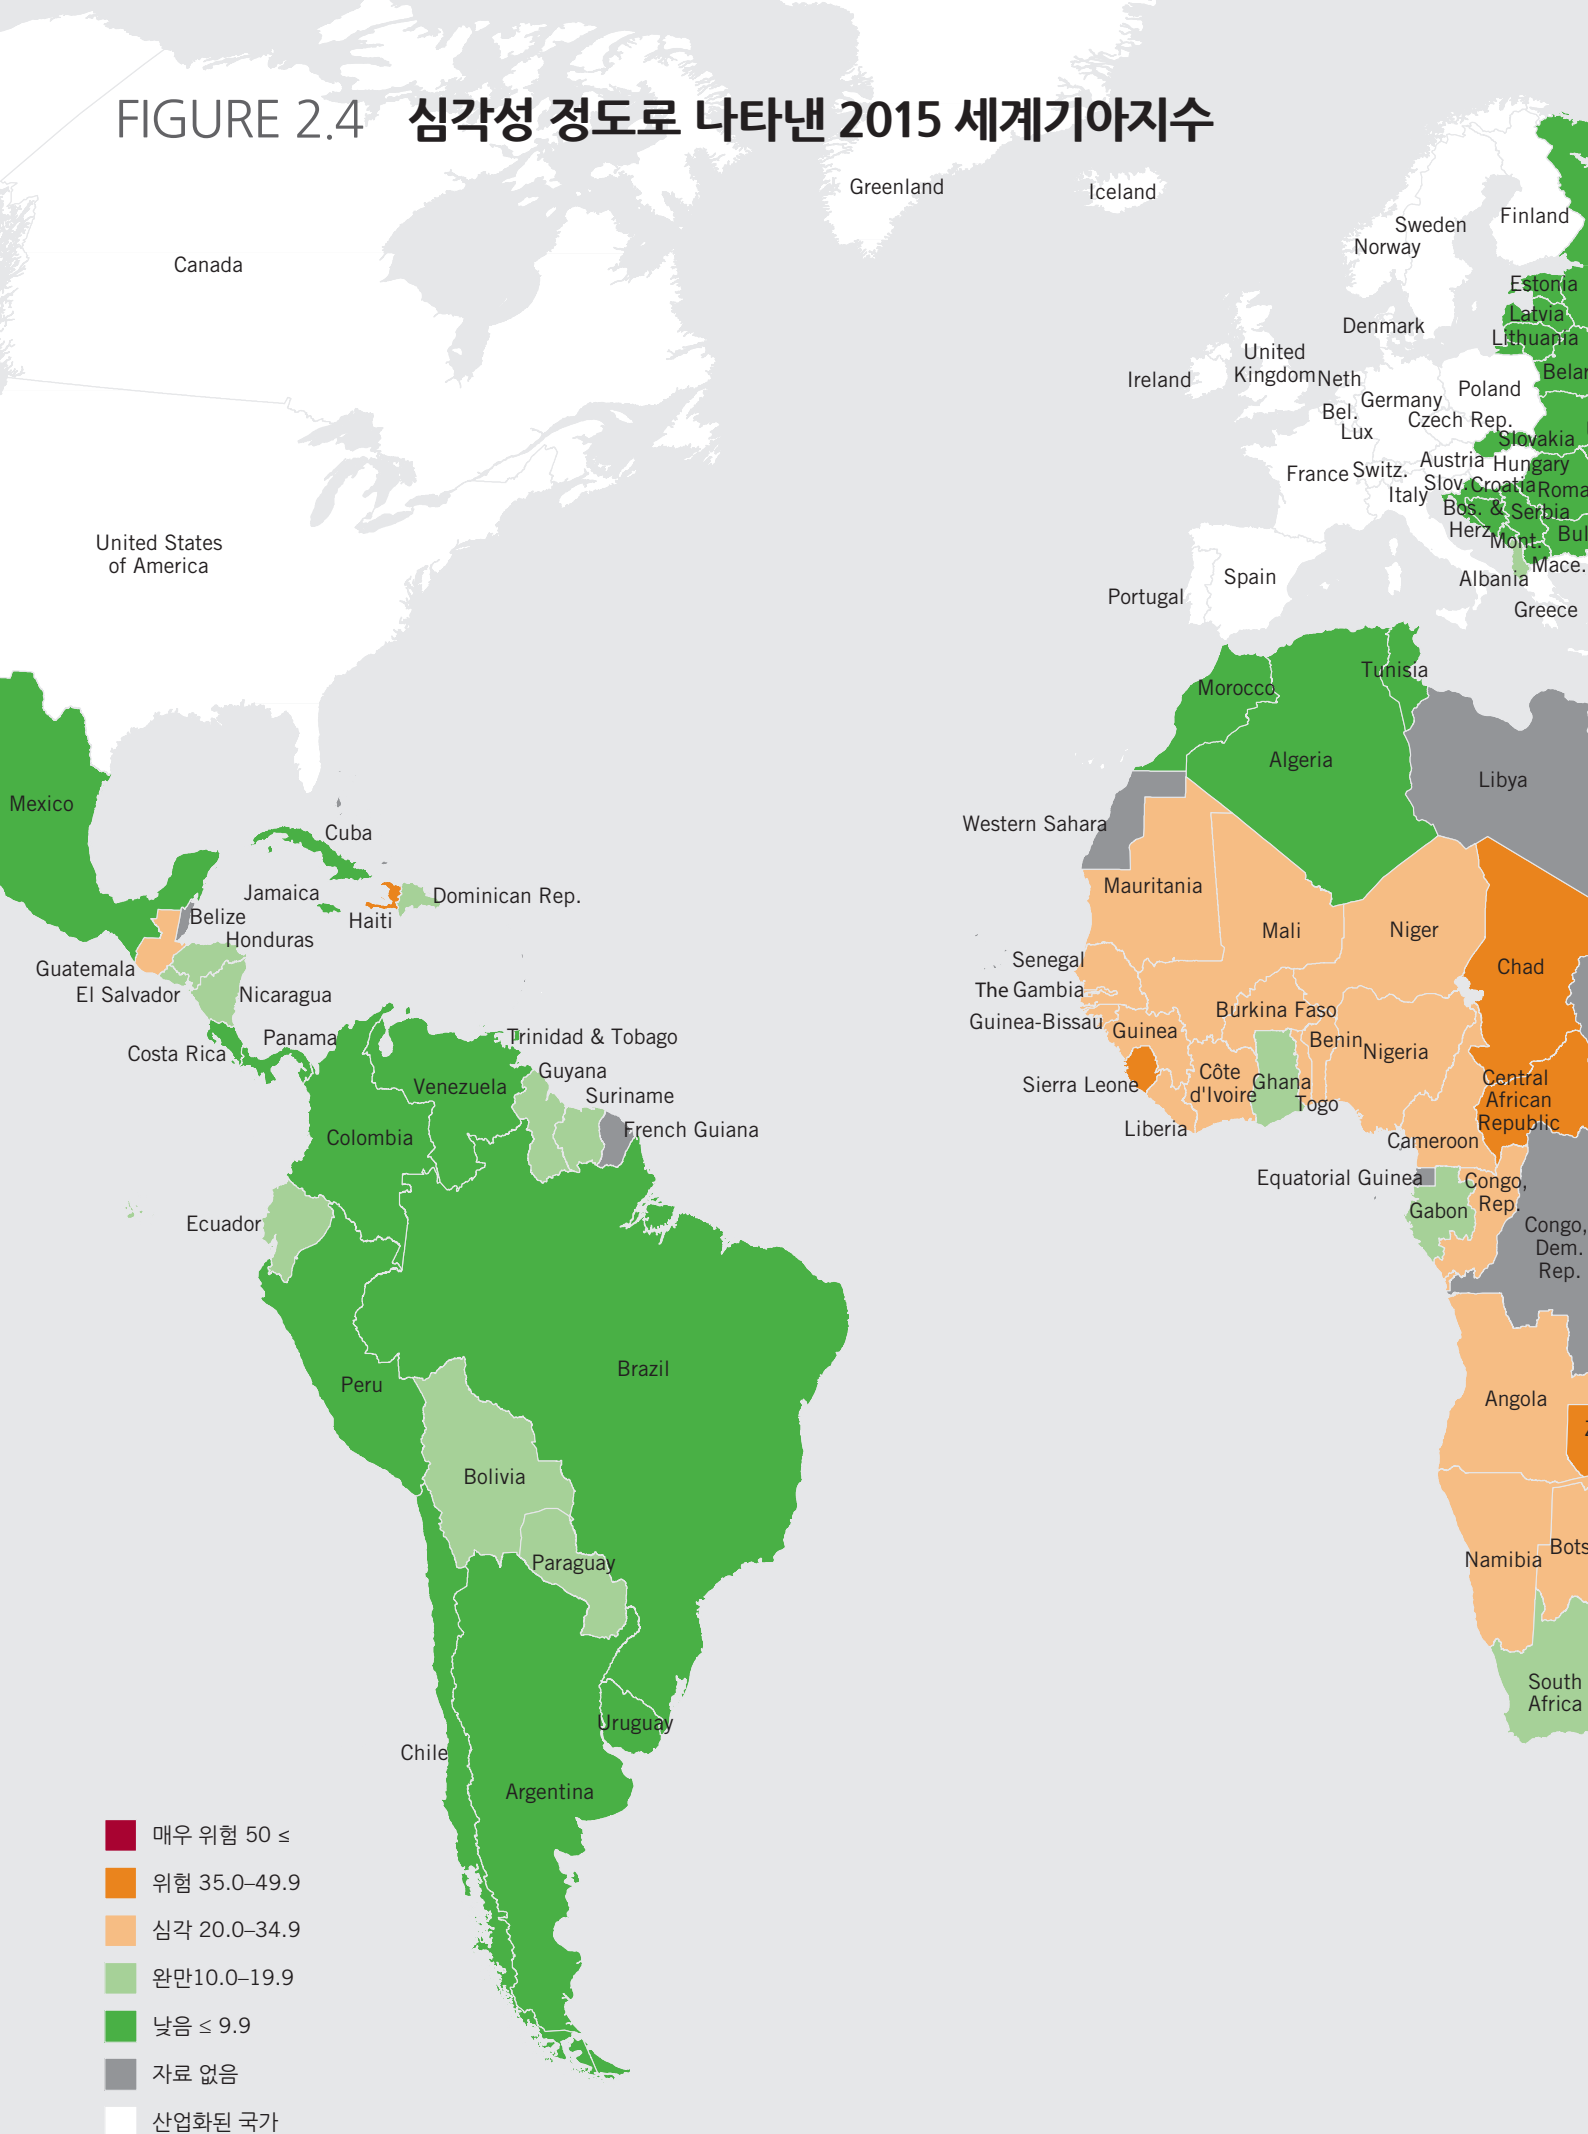 FIGURE 2.4 심각성 정도로 나타낸 2015 세계기아지수
Greenland
Iceland
Canada
Finland
Sweden
Norway
Estonia
Latvia
Lithuania
Denmark
United
Kingdom
Ireland
Neth
Belar
Poland
Germany
Bel.
Czech Rep.
Lux
Slovakia
Austria
Hungary
France
Switz.
Slov.
Croatia
Roma
Italy
Bos. &
Herz.
Serbia
Mont.
Bul
Mace.
Albania
Greece
Spain
Portugal
United States
of America
Tunisia
Morocco
Algeria
Libya
Mexico
Western Sahara
Cuba
Jamaica
Haiti
Dominican Rep.
Belize
Honduras
Guatemala
El Salvador
Nicaragua
Costa Rica
Panama
Trinidad & Tobago
Venezuela
Guyana
Suriname
French Guiana
Colombia
Ecuador
Mauritania
Mali
Niger
Chad
Senegal
The Gambia
Guinea-Bissau
Guinea
Burkina Faso
Benin
Nigeria
Sierra Leone
Côte
d'Ivoire
Ghana
Togo
Liberia
Central
African
Republic
Cameroon
Equatorial Guinea
Gabon
Congo,
Rep.
Congo,
Dem.
Rep.
Brazil
Peru
Bolivia
Paraguay
Angola
Namibia
Bots
South
Africa
Uruguay
Chile
Argentina
매우 위험 50 ≤
위험 35.0–49.9
심각 20.0–34.9
완만10.0–19.9
낮음 ≤ 9.9
자료 없음
산업화된 국가